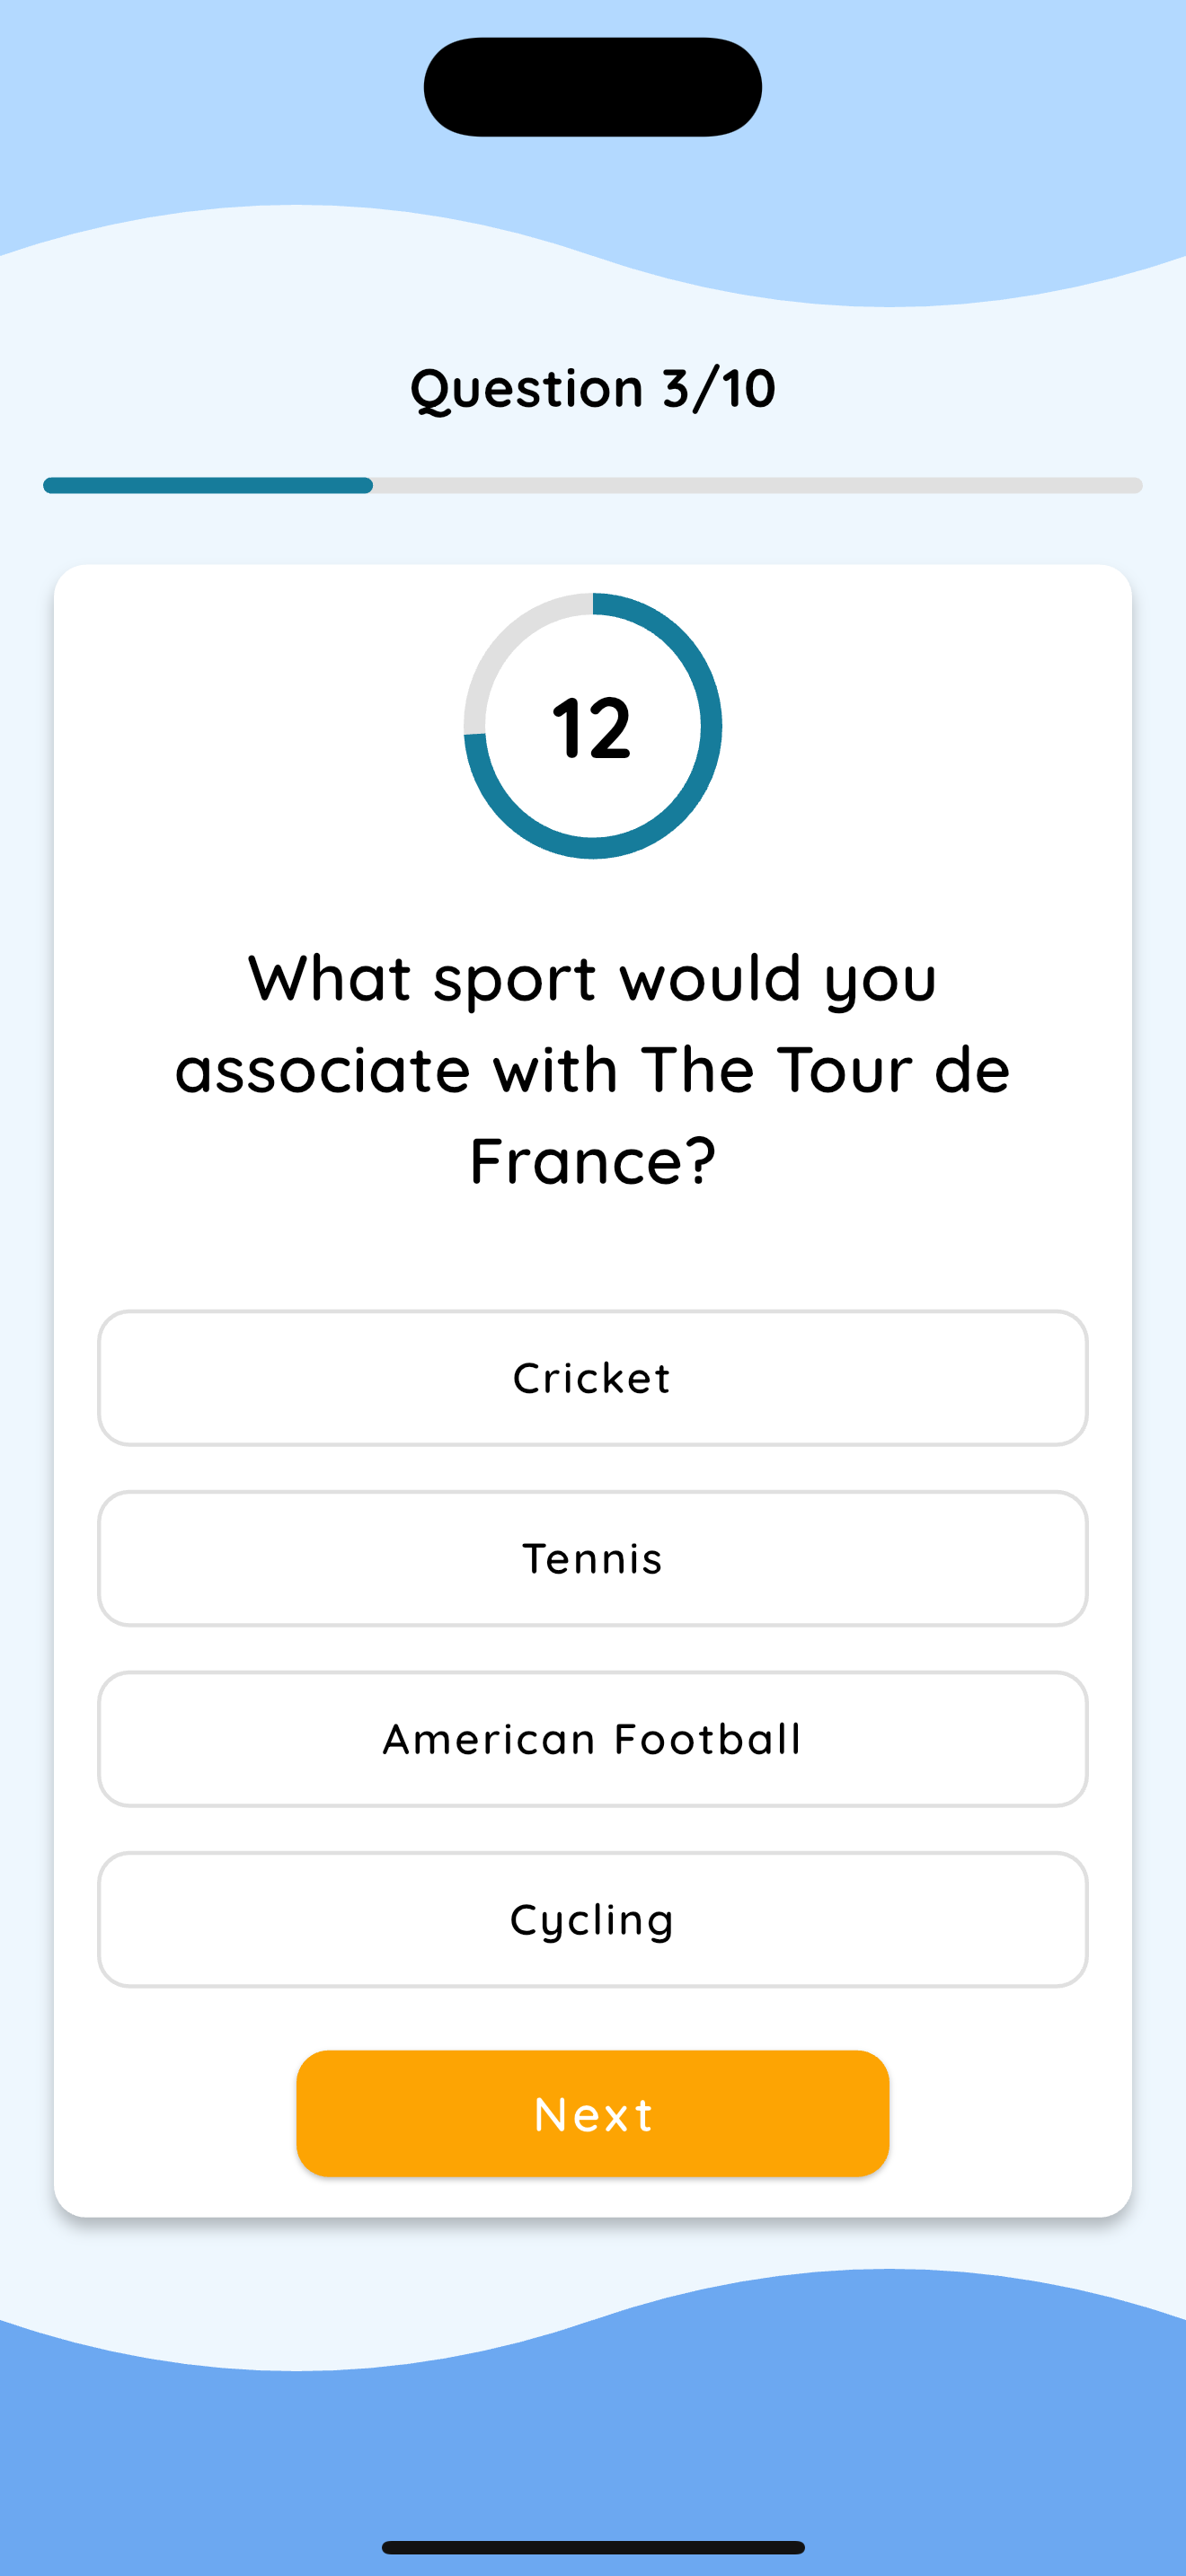 Question 3/10
12
What sport would you
associate with The Tour de
France?
Cricket
Tennis
American Football
Cycling
Next